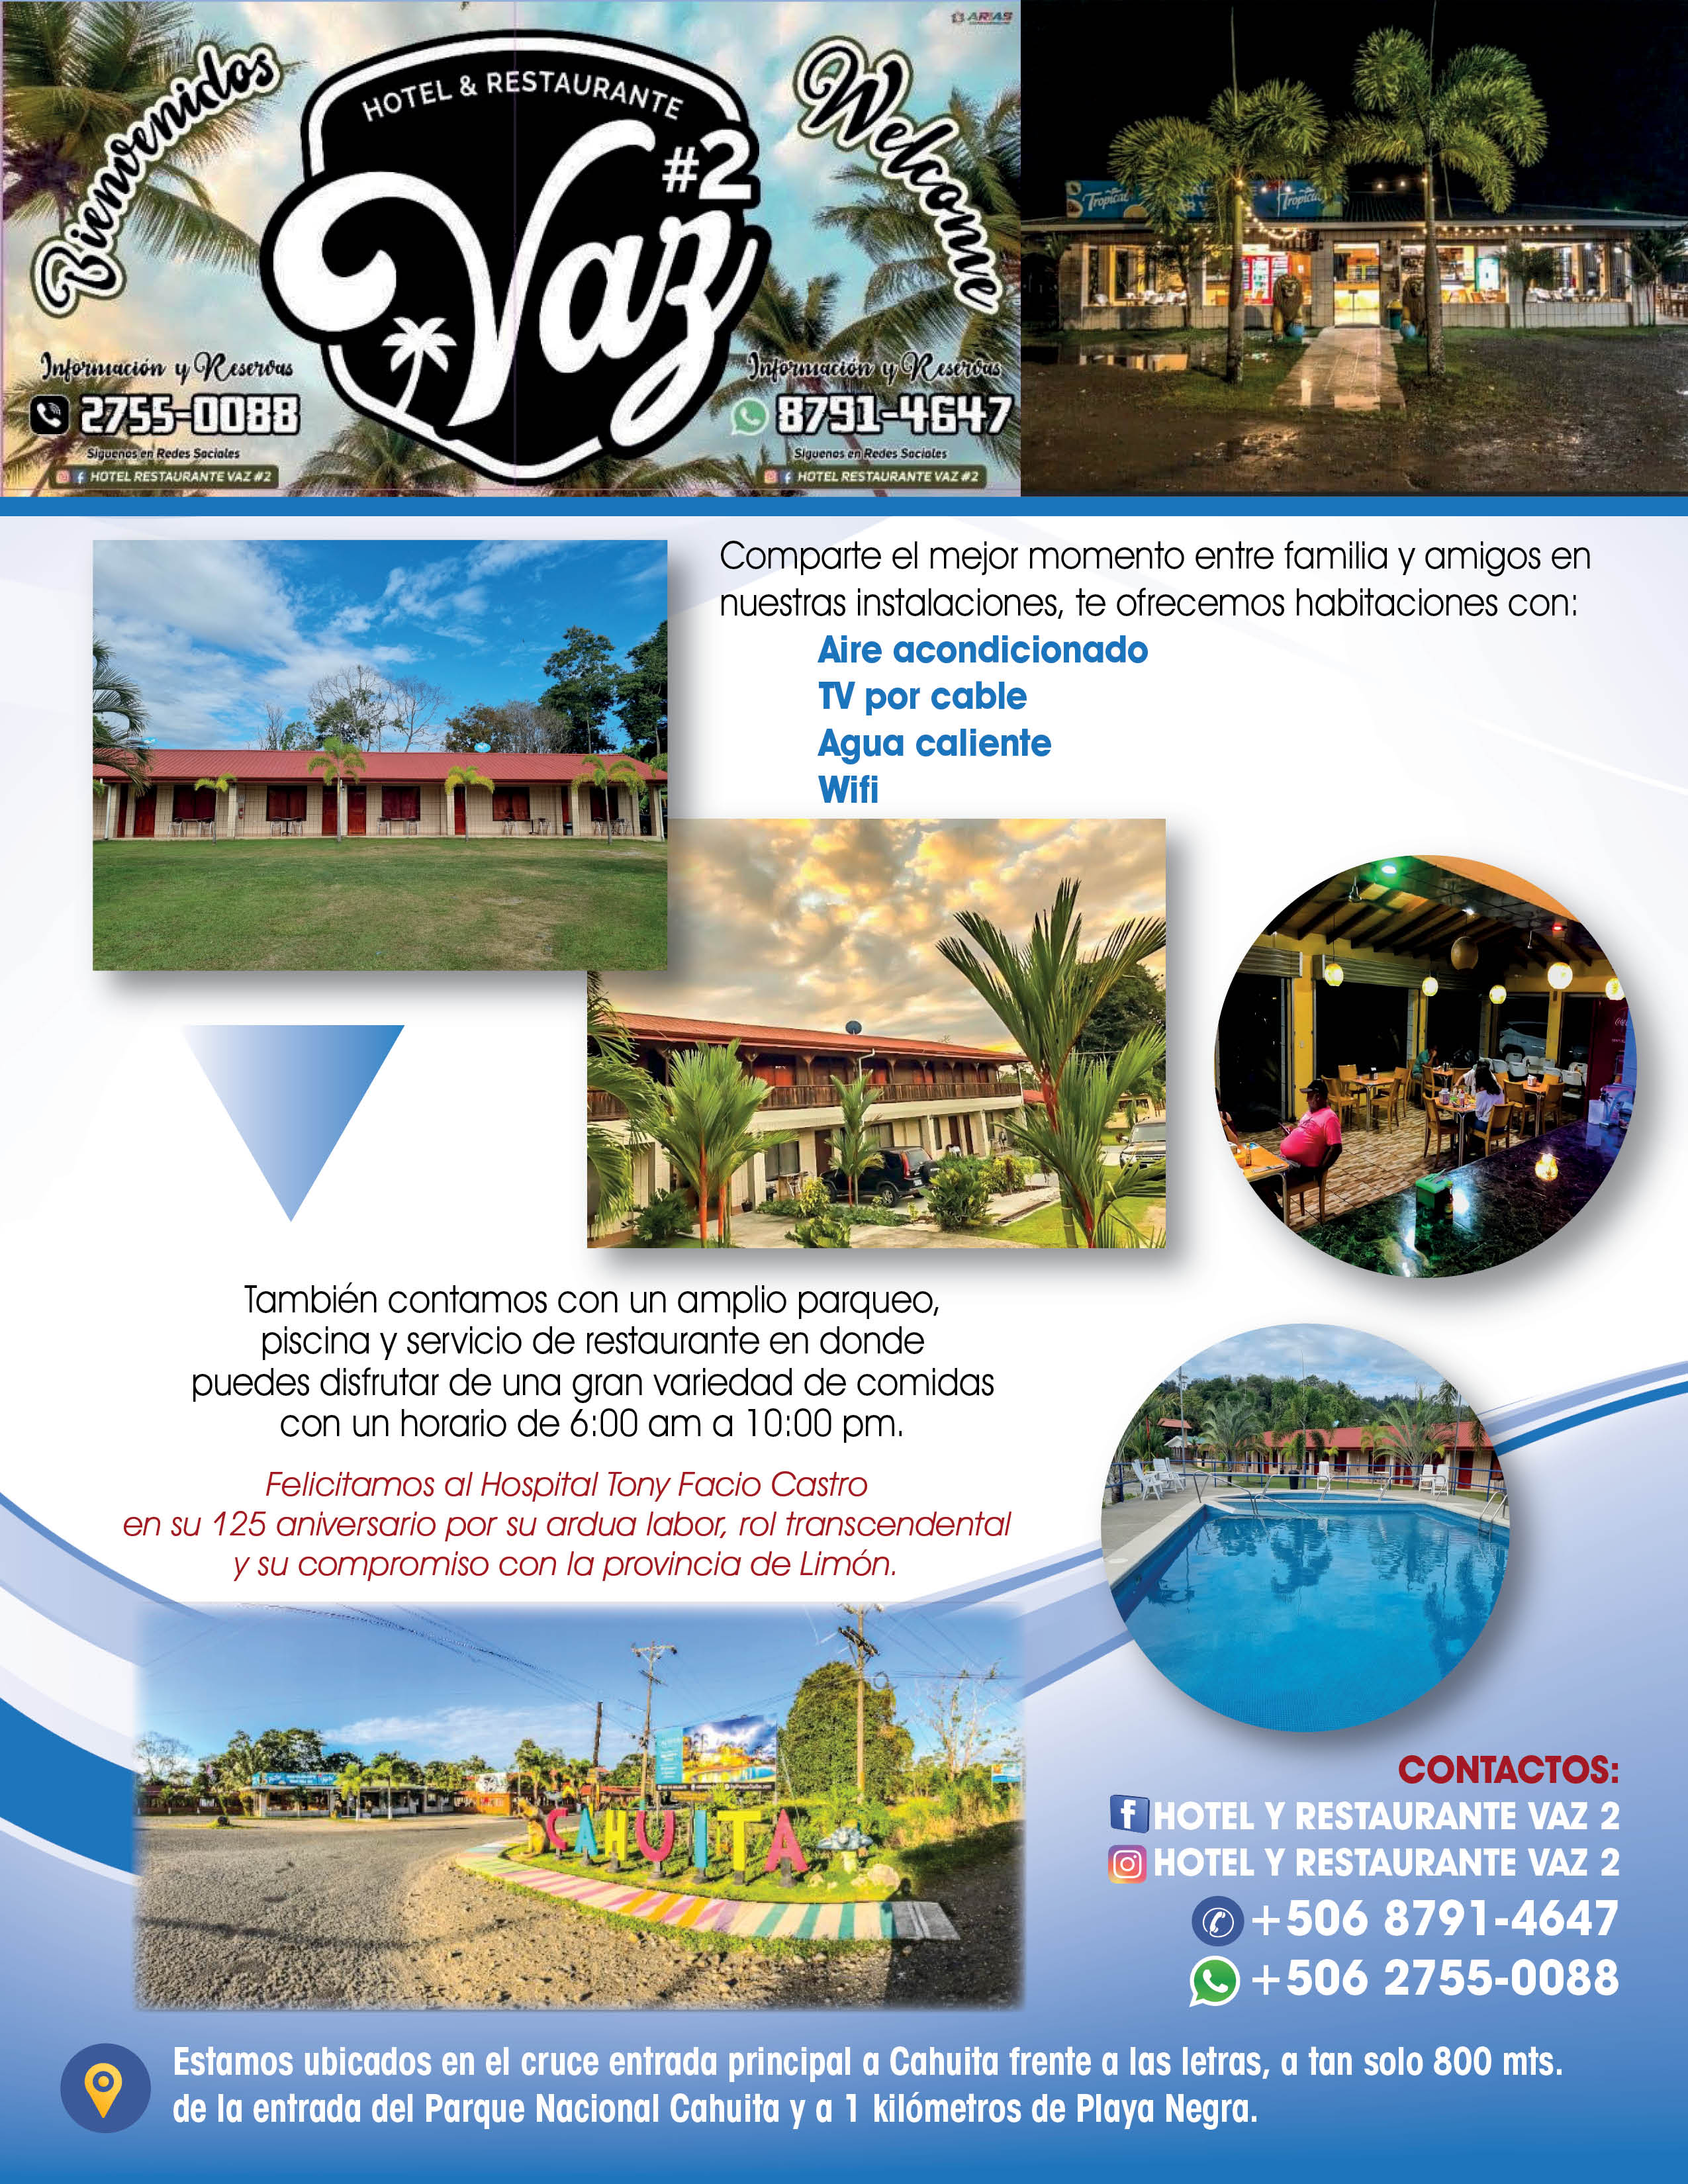 ARIAS
Bienvenidos
HOTEL & RESTAURANTE
Vaz #2
Welcome
Información y Reservas
2755-0088
Siguenos en Redes Sociales
HOTEL RESTAURANTE VAZ #2
Información y Reservas
8791-4647
Siguenos en Redes Sociales
HOTEL RESTAURANTE VAZ #2
Tropical
Tropical
Comparte el mejor momento entre familia y amigos en
nuestras instalaciones, te ofrecemos habitaciones con:
Aire acondicionado
TV por cable
Agua caliente
Wifi
También contamos con un amplio parqueo,
piscina y servicio de restaurante en donde
puedes disfrutar de una gran variedad de comidas
con un horario de 6:00 am a 10:00 pm.
Felicitamos al Hospital Tony Facio Castro
en su 125 aniversario por su ardua labor, rol transcendental
y su compromiso con la provincia de Limón.
CAHUITA
CONTACTOS:
HOTEL Y RESTAURANTE VAZ 2
HOTEL Y RESTAURANTE VAZ 2
+506 8791-4647
+506 2755-0088
Estamos ubicados en el cruce entrada principal a Cahuita frente a las letras, a tan solo 800 mts.
de la entrada del Parque Nacional Cahuita y a 1 kilómetros de Playa Negra.